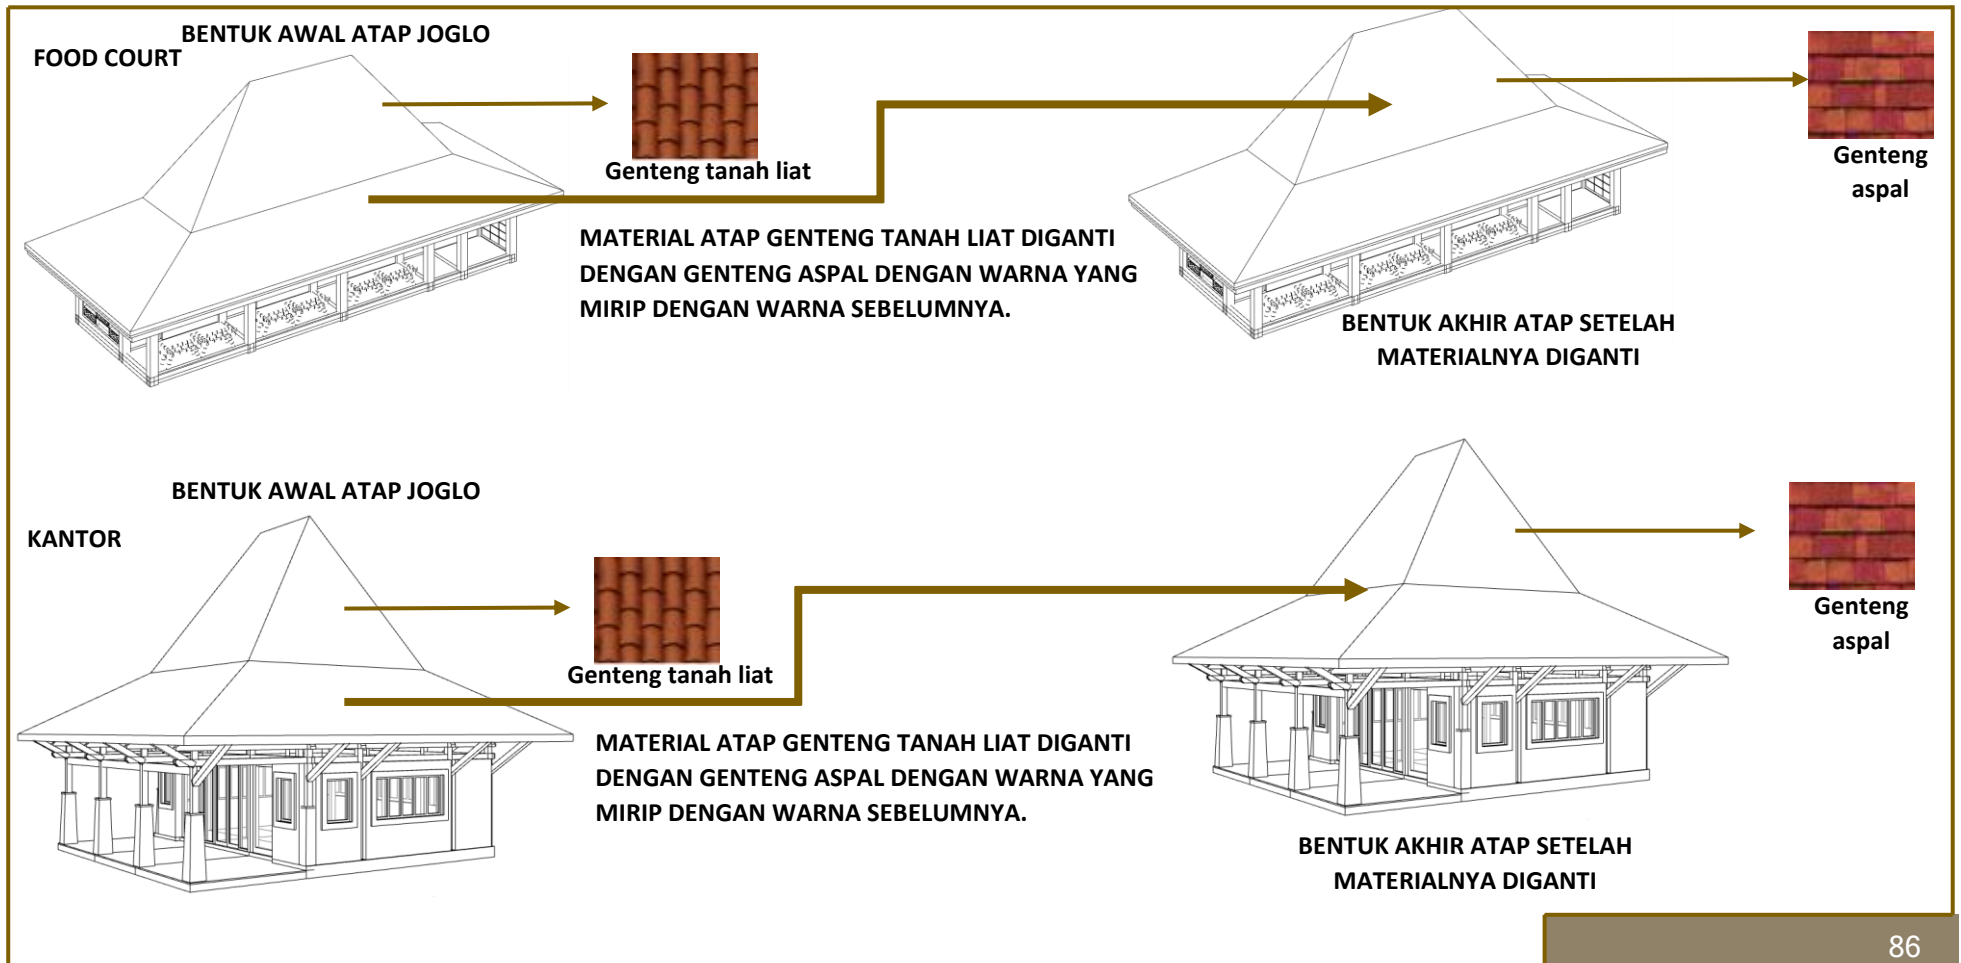 BENTUK AWAL ATAP JOGLO
FOOD COURT
Genteng tanah liat
Genteng
aspal
MATERIAL ATAP GENTENG TANAH LIAT DIGANTI
DENGAN GENTENG ASPAL DENGAN WARNA YANG
MIRIP DENGAN WARNA SEBELUMNYA.
BENTUK AKHIR ATAP SETELAH
MATERIALNYA DIGANTI
BENTUK AWAL ATAP JOGLO
KANTOR
Genteng tanah liat
Genteng
aspal
MATERIAL ATAP GENTENG TANAH LIAT DIGANTI
DENGAN GENTENG ASPAL DENGAN WARNA YANG
MIRIP DENGAN WARNA SEBELUMNYA.
BENTUK AKHIR ATAP SETELAH
MATERIALNYA DIGANTI
86